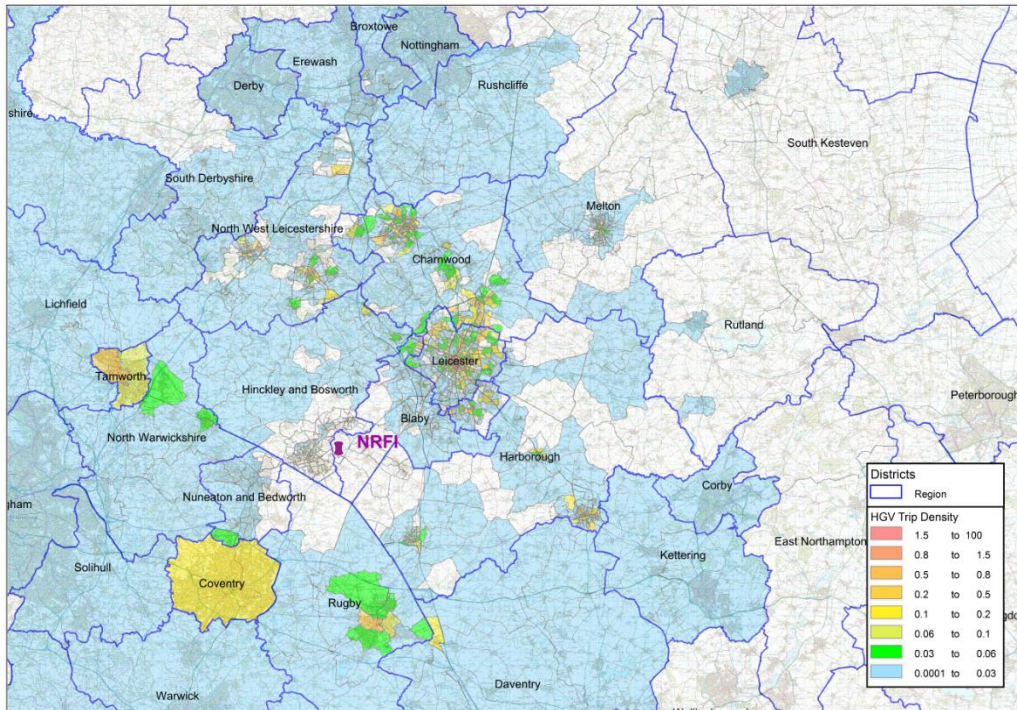 Broxtowe
Nottingham
Erewash
Derby
Rushcliffe
shire
South Kesteven
South Derbyshire
Melton
North West Leicestershire
Charnwood
Lichfield
Rutland
Leicester
Tamworth
Hinckley and Bosworth
Peterborough
Blaby
North Warwickshire
NRFI
Harborough
Districts
Corby
Region
Nuneaton and Bedworth
gham
HGV Trip Density
1.5 to 100
East Northampton
0.8 to 1.5
Kettering
Solihull
0.5 to 0.8
Coventry
0.2 to 0.5
Rugby
0.1 to 0.2
0.06 to 0.1
0.03 to 0.06
0.0001 to 0.03
Daventry
Warwick